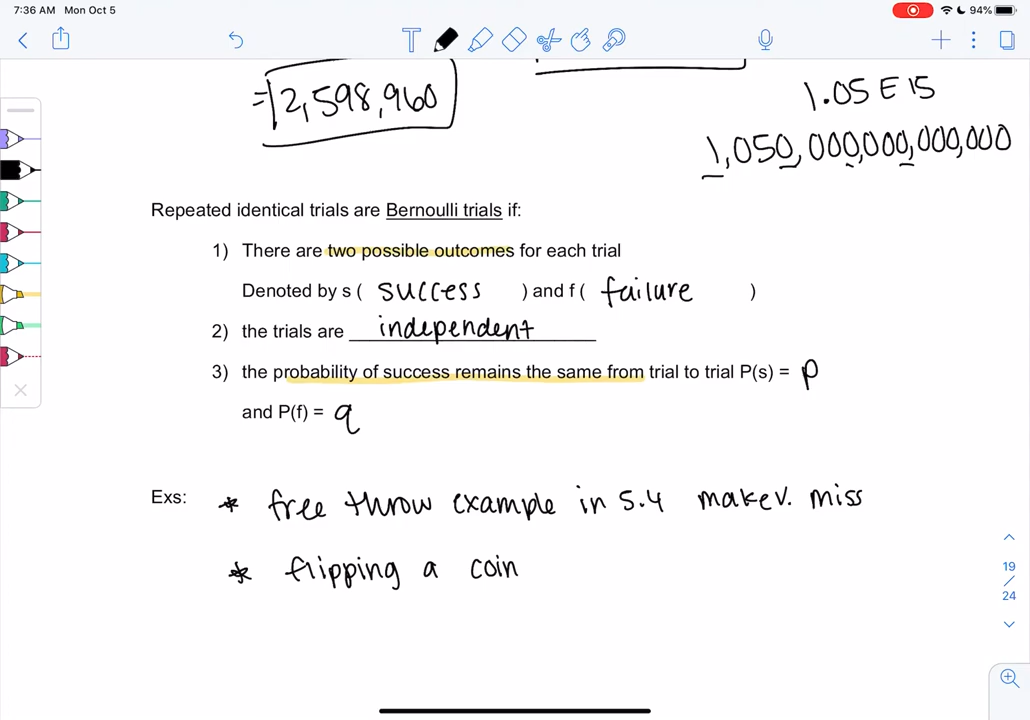 7:36 AM Mon Oct 5
94%
T
=12,598,960
1.05 E 15
1,050,000,000,000,000
Repeated identical trials are Bernoulli trials if:
1) There are two possible outcomes for each trial
Denoted by s ( success ) and f ( failure )
2) the trials are independent
3) the probability of success remains the same from trial to trial P(s) = p
and P(f) = q
Exs: * free throw example in 5.4 make v. miss
* flipping a coin
19
/
24